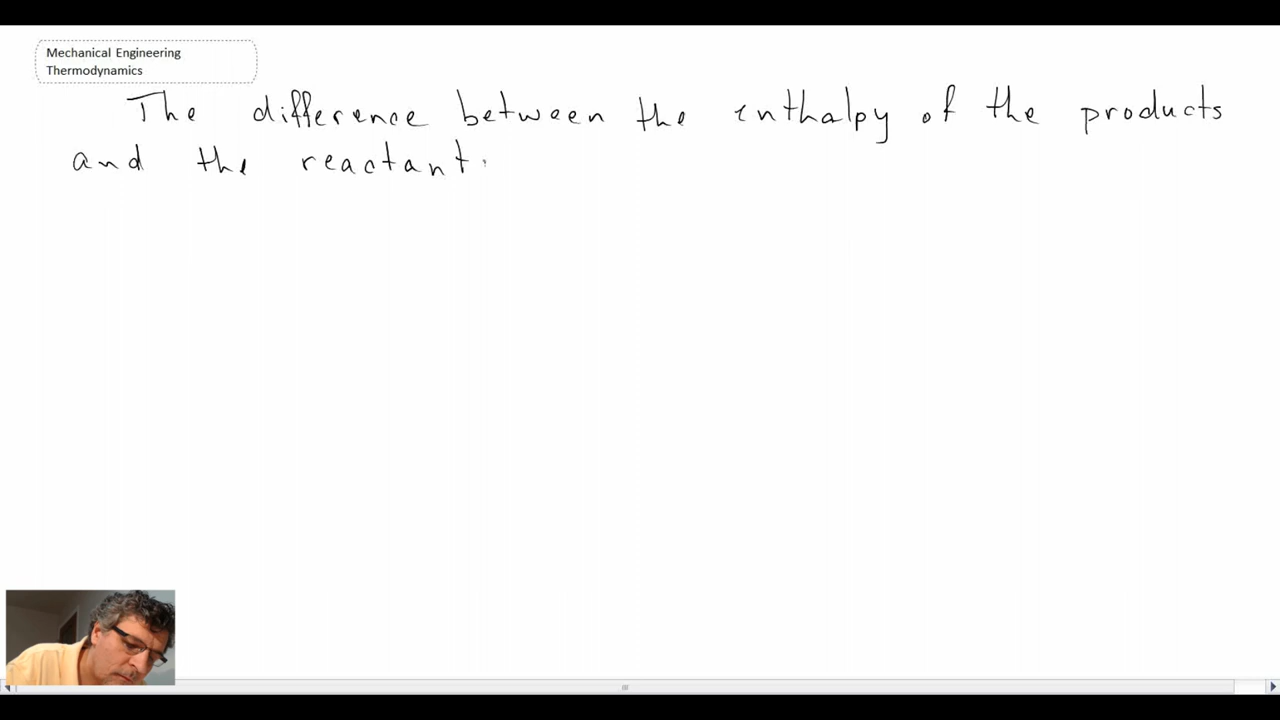 Mechanical Engineering
Thermodynamics
The difference between the enthalpy of the products
and the reactant